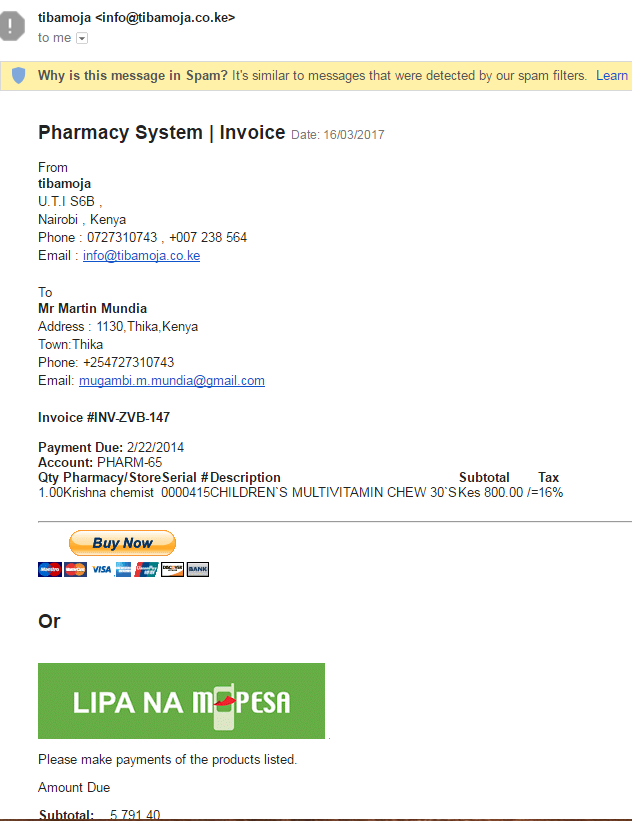 tibamoja <info@tibamoja.co.ke>
to me
Why is this message in Spam? It's similar to messages that were detected by our spam filters. Learn
Pharmacy System | Invoice Date: 16/03/2017
From
tibamoja
U.T.I S6B ,
Nairobi , Kenya
Phone : 0727310743 , +007 238 564
Email : info@tibamoja.co.ke
To
Mr Martin Mundia
Address : 1130,Thika,Kenya
Town:Thika
Phone: +254727310743
Email: mugambi.m.mundia@gmail.com
Invoice #INV-ZVB-147
Payment Due: 2/22/2014
Account: PHARM-65
Qty Pharmacy/Store Serial # Description Subtotal Tax
1.00 Krishna chemist 0000415 CHILDREN`S MULTIVITAMIN CHEW 30`S Kes 800.00 /= 16%
Buy Now
Maestro MasterCard VISA UnionPay DISCOVER BANK
Or
LIPA NA M PESA
Please make payments of the products listed.
Amount Due
Subtotal: 5,791.40